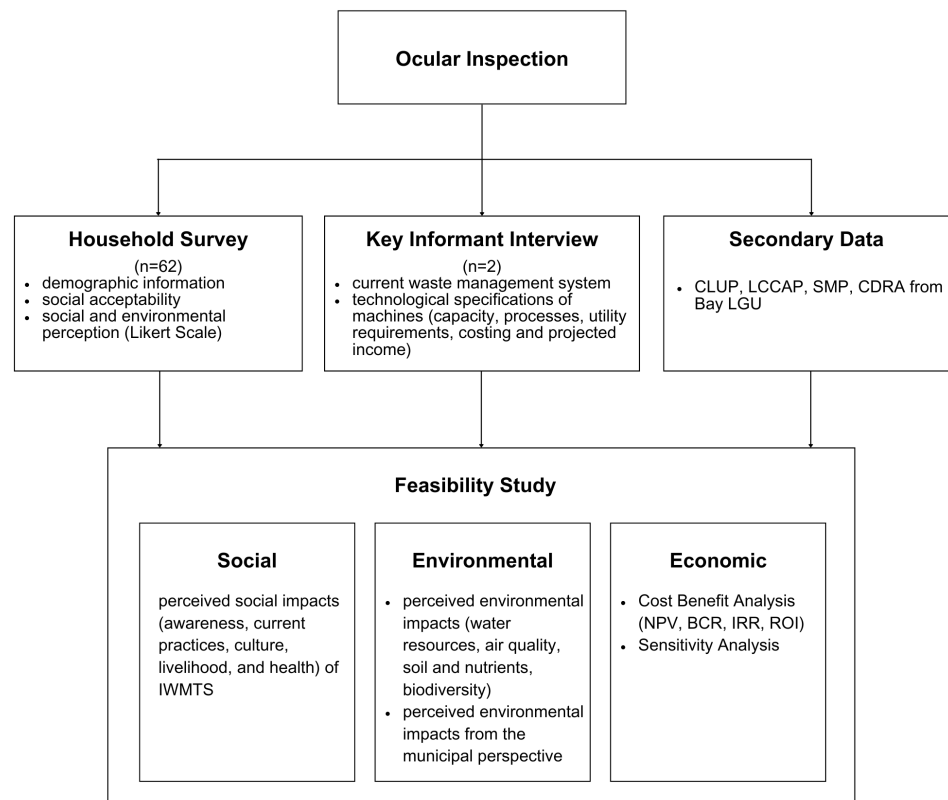 Ocular Inspection
Household Survey
(n=62)
• demographic information
• social acceptability
• social and environmental
perception (Likert Scale)
Key Informant Interview
(n=2)
• current waste management system
• technological specifications of
machines (capacity, processes, utility
requirements, costing and projected
income)
Secondary Data
• CLUP, LCCAP, SMP, CDRA from
Bay LGU
Feasibility Study
Social
perceived social impacts
(awareness, current
practices, culture,
livelihood, and health) of
IWMTS
Environmental
• perceived environmental
impacts (water
resources, air quality,
soil and nutrients,
biodiversity)
• perceived environmental
impacts from the
municipal perspective
Economic
• Cost Benefit Analysis
(NPV, BCR, IRR, ROI)
• Sensitivity Analysis